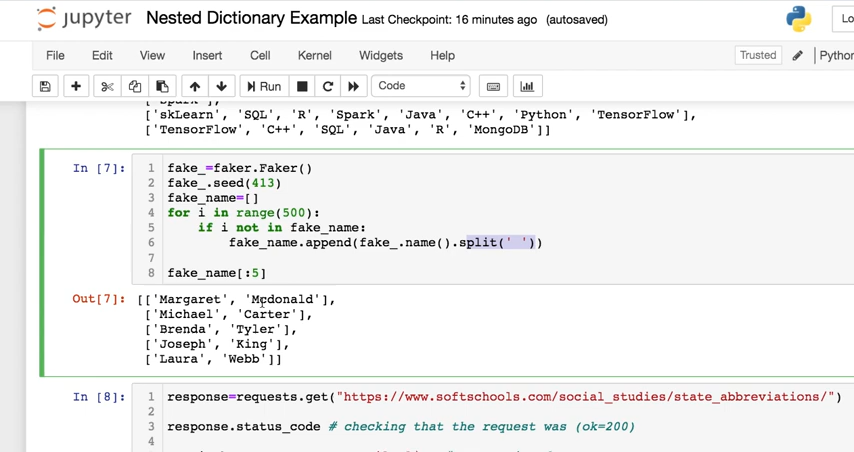 jupyter Nested Dictionary Example Last Checkpoint: 16 minutes ago (autosaved)
File Edit View Insert Cell Kernel Widgets Help Trusted
Run Code
['skLearn', 'SQL', 'R', 'Spark', 'Java', 'C++', 'Python', 'TensorFlow'],
['TensorFlow', 'C++', 'SQL', 'Java', 'R', 'MongoDB']]
In [7]: 1 fake_=faker.Faker()
2 fake_.seed(413)
3 fake_name=[]
4 for i in range(500):
5 if i not in fake_name:
6 fake_name.append(fake_.name().split(' '))
7
8 fake_name[:5]
Out[7]: [['Margaret', 'Mcdonald'],
['Michael', 'Carter'],
['Brenda', 'Tyler'],
['Joseph', 'King'],
['Laura', 'Webb']]
In [8]: 1 response=requests.get("https://www.softschools.com/social_studies/state_abbreviations/")
2
3 response.status_code # checking that the request was (ok=200)
4